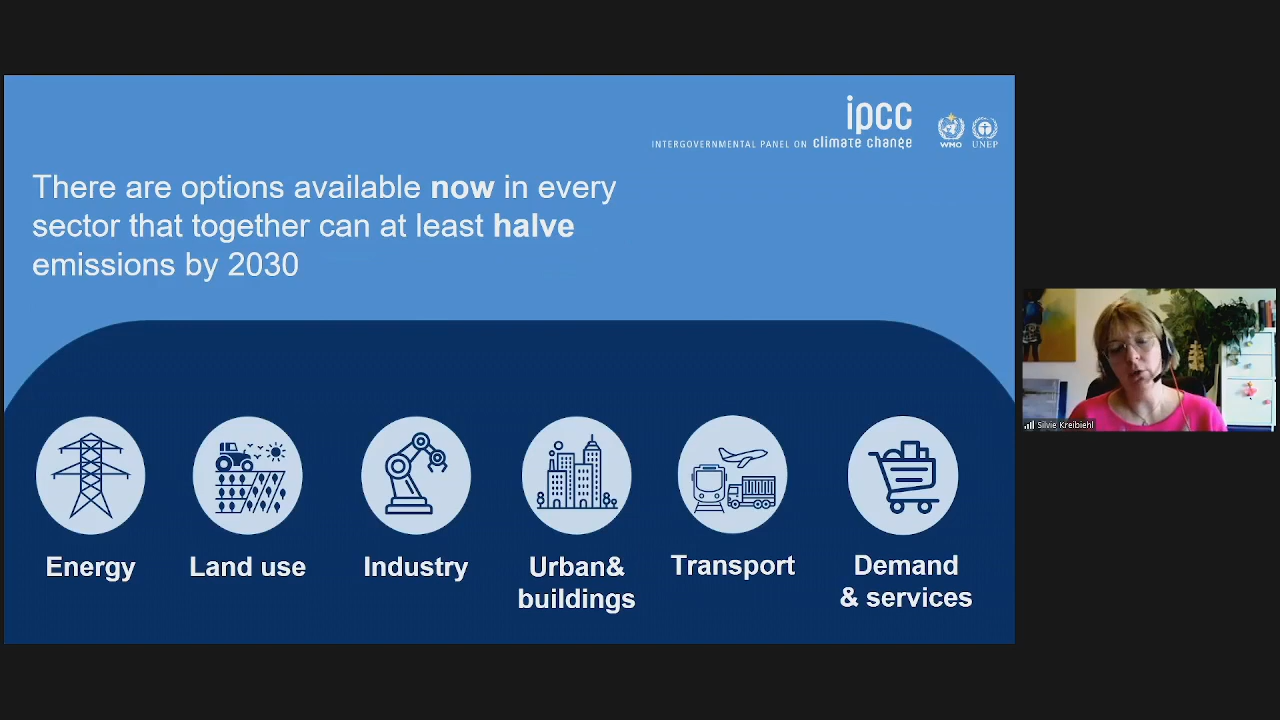 ipcc
INTERGOVERNMENTAL PANEL ON climate change
WMO
UNEP
There are options available now in every
sector that together can at least halve
emissions by 2030
Energy
Land use
Industry
Urban&
buildings
Transport
Demand
& services
Silvie Kreibiehl